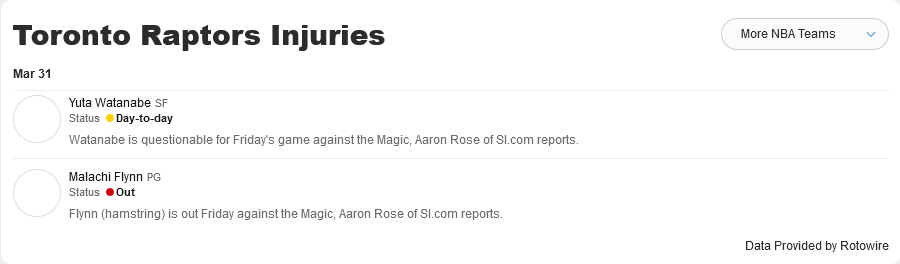 Toronto Raptors Injuries
More NBA Teams
Mar 31
Yuta Watanabe SF
Status Day-to-day
Watanabe is questionable for Friday's game against the Magic, Aaron Rose of SI.com reports.
Malachi Flynn PG
Status Out
Flynn (hamstring) is out Friday against the Magic, Aaron Rose of SI.com reports.
Data Provided by Rotowire